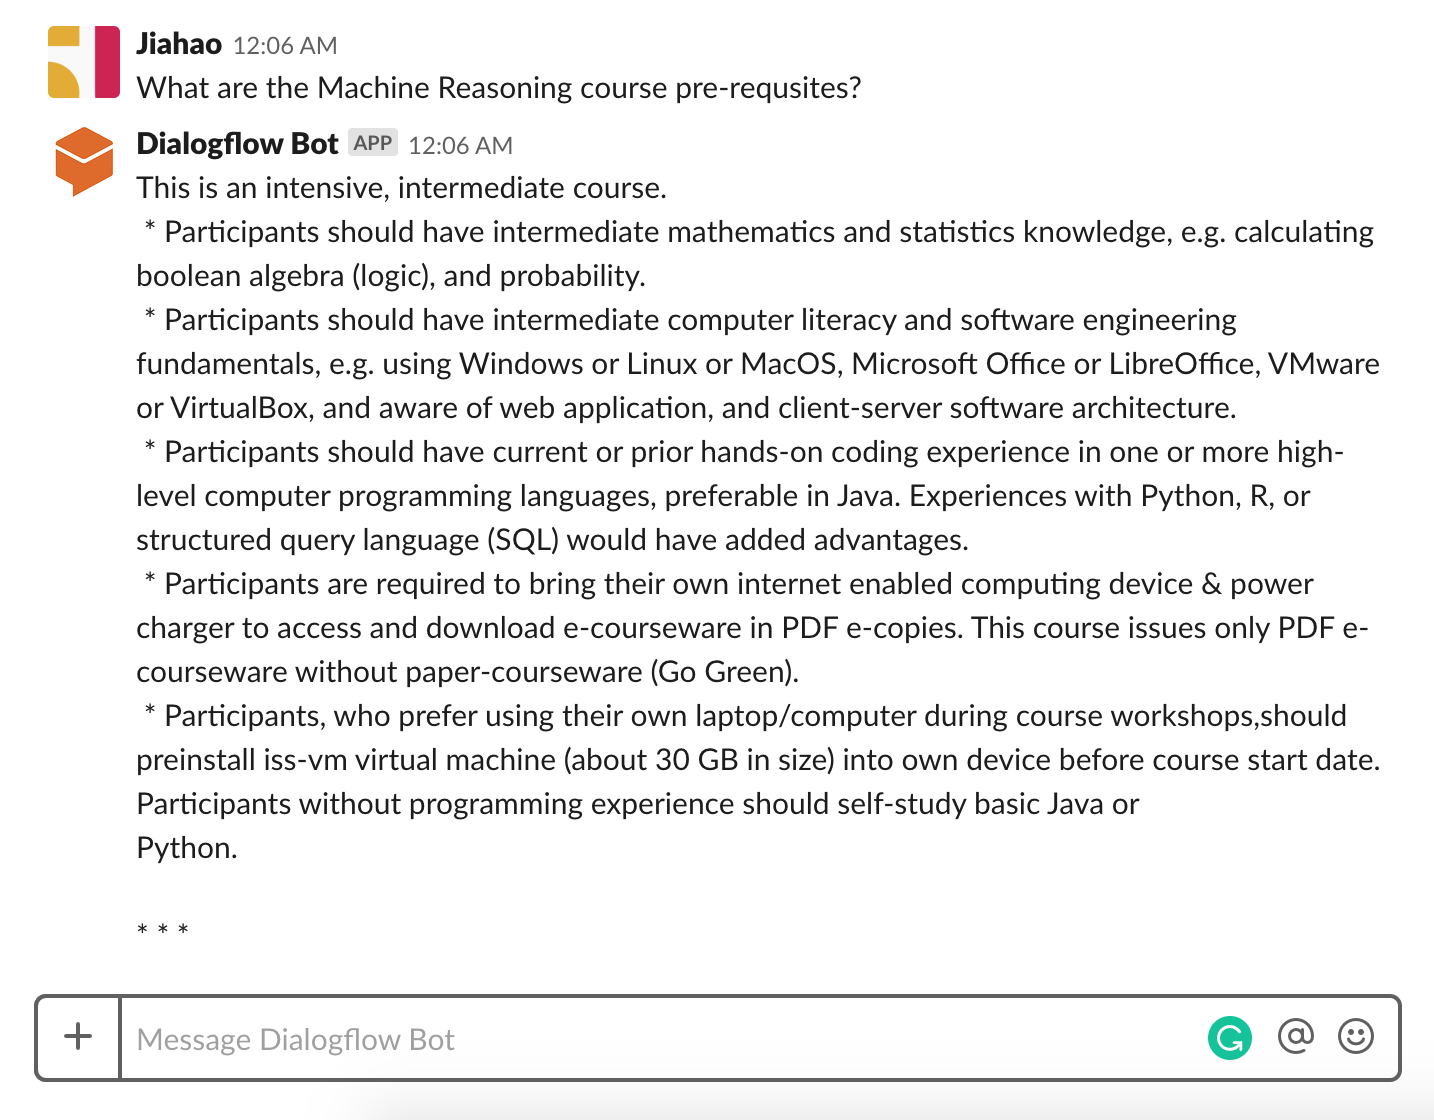 Jiahao 12:06 AM
What are the Machine Reasoning course pre-requsites?
Dialogflow Bot APP 12:06 AM
This is an intensive, intermediate course.
* Participants should have intermediate mathematics and statistics knowledge, e.g. calculating
boolean algebra (logic), and probability.
* Participants should have intermediate computer literacy and software engineering
fundamentals, e.g. using Windows or Linux or MacOS, Microsoft Office or LibreOffice, VMware
or VirtualBox, and aware of web application, and client-server software architecture.
* Participants should have current or prior hands-on coding experience in one or more high-
level computer programming languages, preferable in Java. Experiences with Python, R, or
structured query language (SQL) would have added advantages.
* Participants are required to bring their own internet enabled computing device & power
charger to access and download e-courseware in PDF e-copies. This course issues only PDF e-
courseware without paper-courseware (Go Green).
* Participants, who prefer using their own laptop/computer during course workshops,should
preinstall iss-vm virtual machine (about 30 GB in size) into own device before course start date.
Participants without programming experience should self-study basic Java or
Python.
* * *
Message Dialogflow Bot